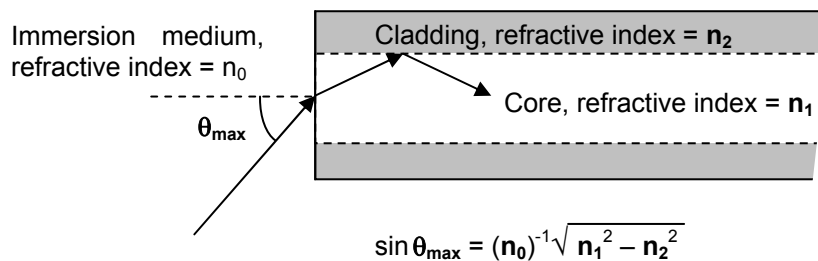 Immersion medium,
refractive index = n₀
Cladding, refractive index = n₂
Core, refractive index = n₁
θmax
sin θmax = (n₀)⁻¹√ n₁² – n₂²